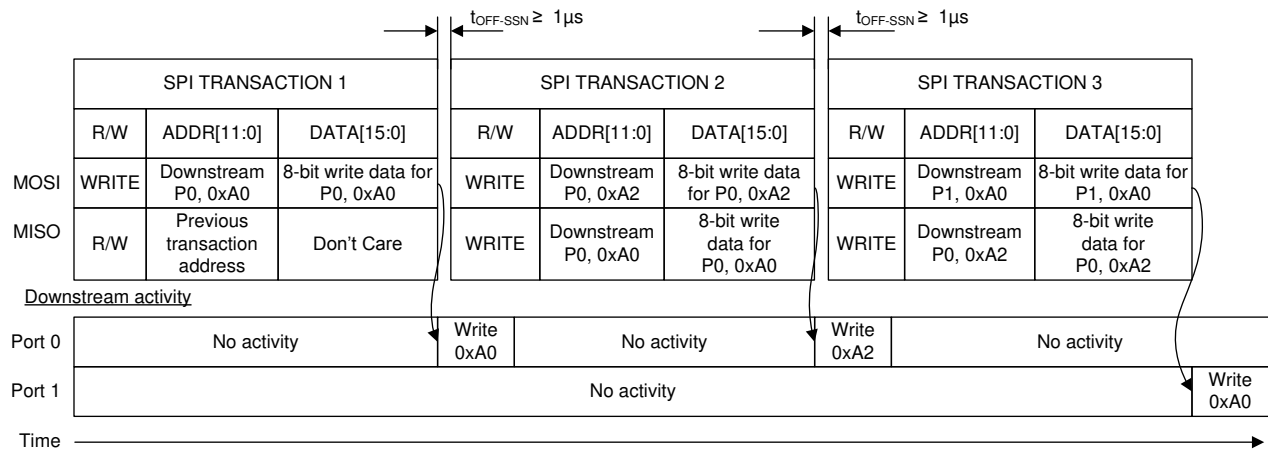 tOFF-SSN ≥ 1µs tOFF-SSN ≥ 1µs
SPI TRANSACTION 1 SPI TRANSACTION 2 SPI TRANSACTION 3
R/W ADDR[11:0] DATA[15:0] R/W ADDR[11:0] DATA[15:0] R/W ADDR[11:0] DATA[15:0]
MOSI WRITE Downstream P0, 0xA0 8-bit write data for P0, 0xA0 WRITE Downstream P0, 0xA2 8-bit write data for P0, 0xA2 WRITE Downstream P1, 0xA0 8-bit write data for P1, 0xA0
MISO R/W Previous transaction address Don't Care WRITE Downstream P0, 0xA0 8-bit write data for P0, 0xA0 WRITE Downstream P0, 0xA2 8-bit write data for P0, 0xA2
Downstream activity
Port 0 No activity Write 0xA0 No activity Write 0xA2 No activity
Port 1 No activity Write 0xA0
Time